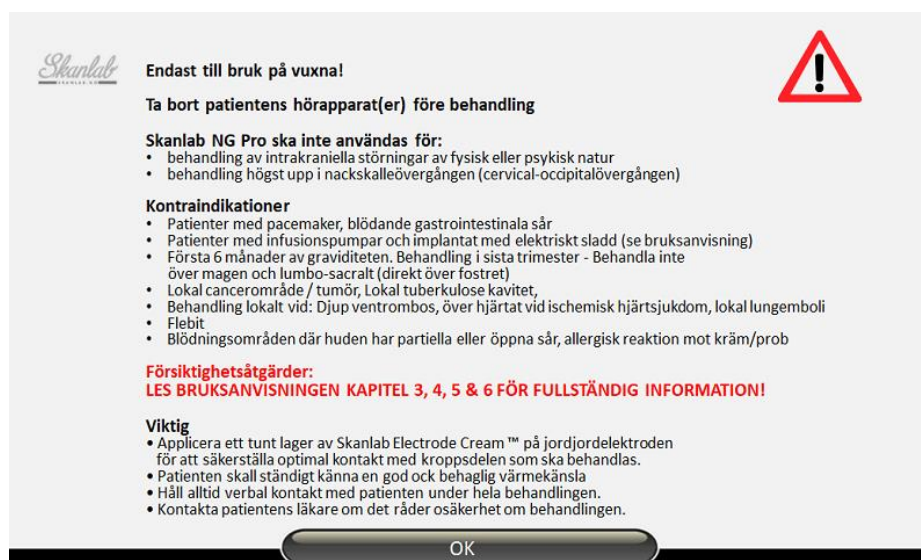 Skanlab
Endast till bruk på vuxna!
Ta bort patientens hörapparat(er) före behandling
Skanlab NG Pro ska inte användas för:
• behandling av intrakraniella störningar av fysisk eller psykisk natur
• behandling högst upp i nackskalleövergången (cervical-occipitalövergången)
Kontraindikationer
• Patienter med pacemaker, blödande gastrointestinala sår
• Patienter med infusionspumpar och implantat med elektriskt sladd (se bruksanvisning)
• Första 6 månader av graviditeten. Behandling i sista trimester - Behandla inte
över magen och lumbo-sacralt (direkt över fostret)
• Lokal cancerområde / tumör, Lokal tuberkulose kavitet,
• Behandling lokalt vid: Djup ventrombos, över hjärtat vid ischemisk hjärtsjukdom, lokal lungemboli
• Flebit
• Blödningsområden där huden har partiella eller öppna sår, allergisk reaktion mot kräm/prob
Försiktighetsåtgärder:
LES BRUKSANVISNINGEN KAPITEL 3, 4, 5 & 6 FÖR FULLSTÄNDIG INFORMATION!
Viktig
• Applicera ett tunt lager av Skanlab Electrode Cream ™ på jordjordelektroden
för att säkerställa optimal kontakt med kroppsdelen som ska behandlas.
• Patienten skall ständigt känna en god ock behaglig värmekänsla
• Håll alltid verbal kontakt med patienten under hela behandlingen.
• Kontakta patientens läkare om det råder osäkerhet om behandlingen.
OK